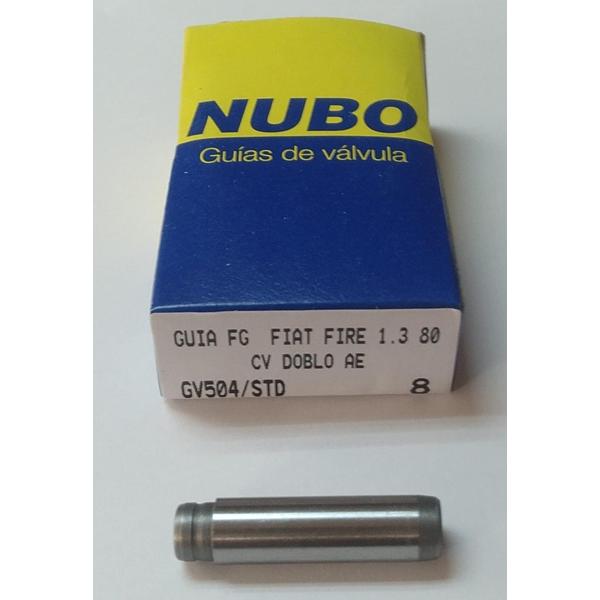 NUBO
Guías de válvula
GUIA FG FIAT FIRE 1.3 80
CV DOBLO AE
GV504/STD 8